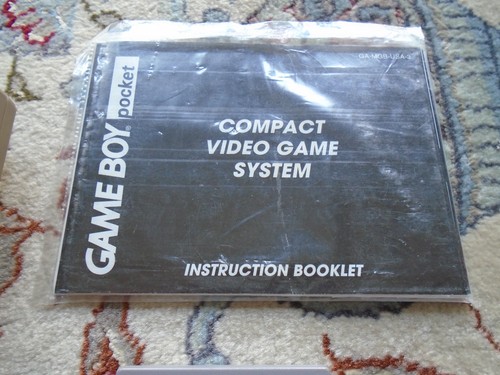 GAME BOY pocket
COMPACT
VIDEO GAME
SYSTEM
INSTRUCTION BOOKLET